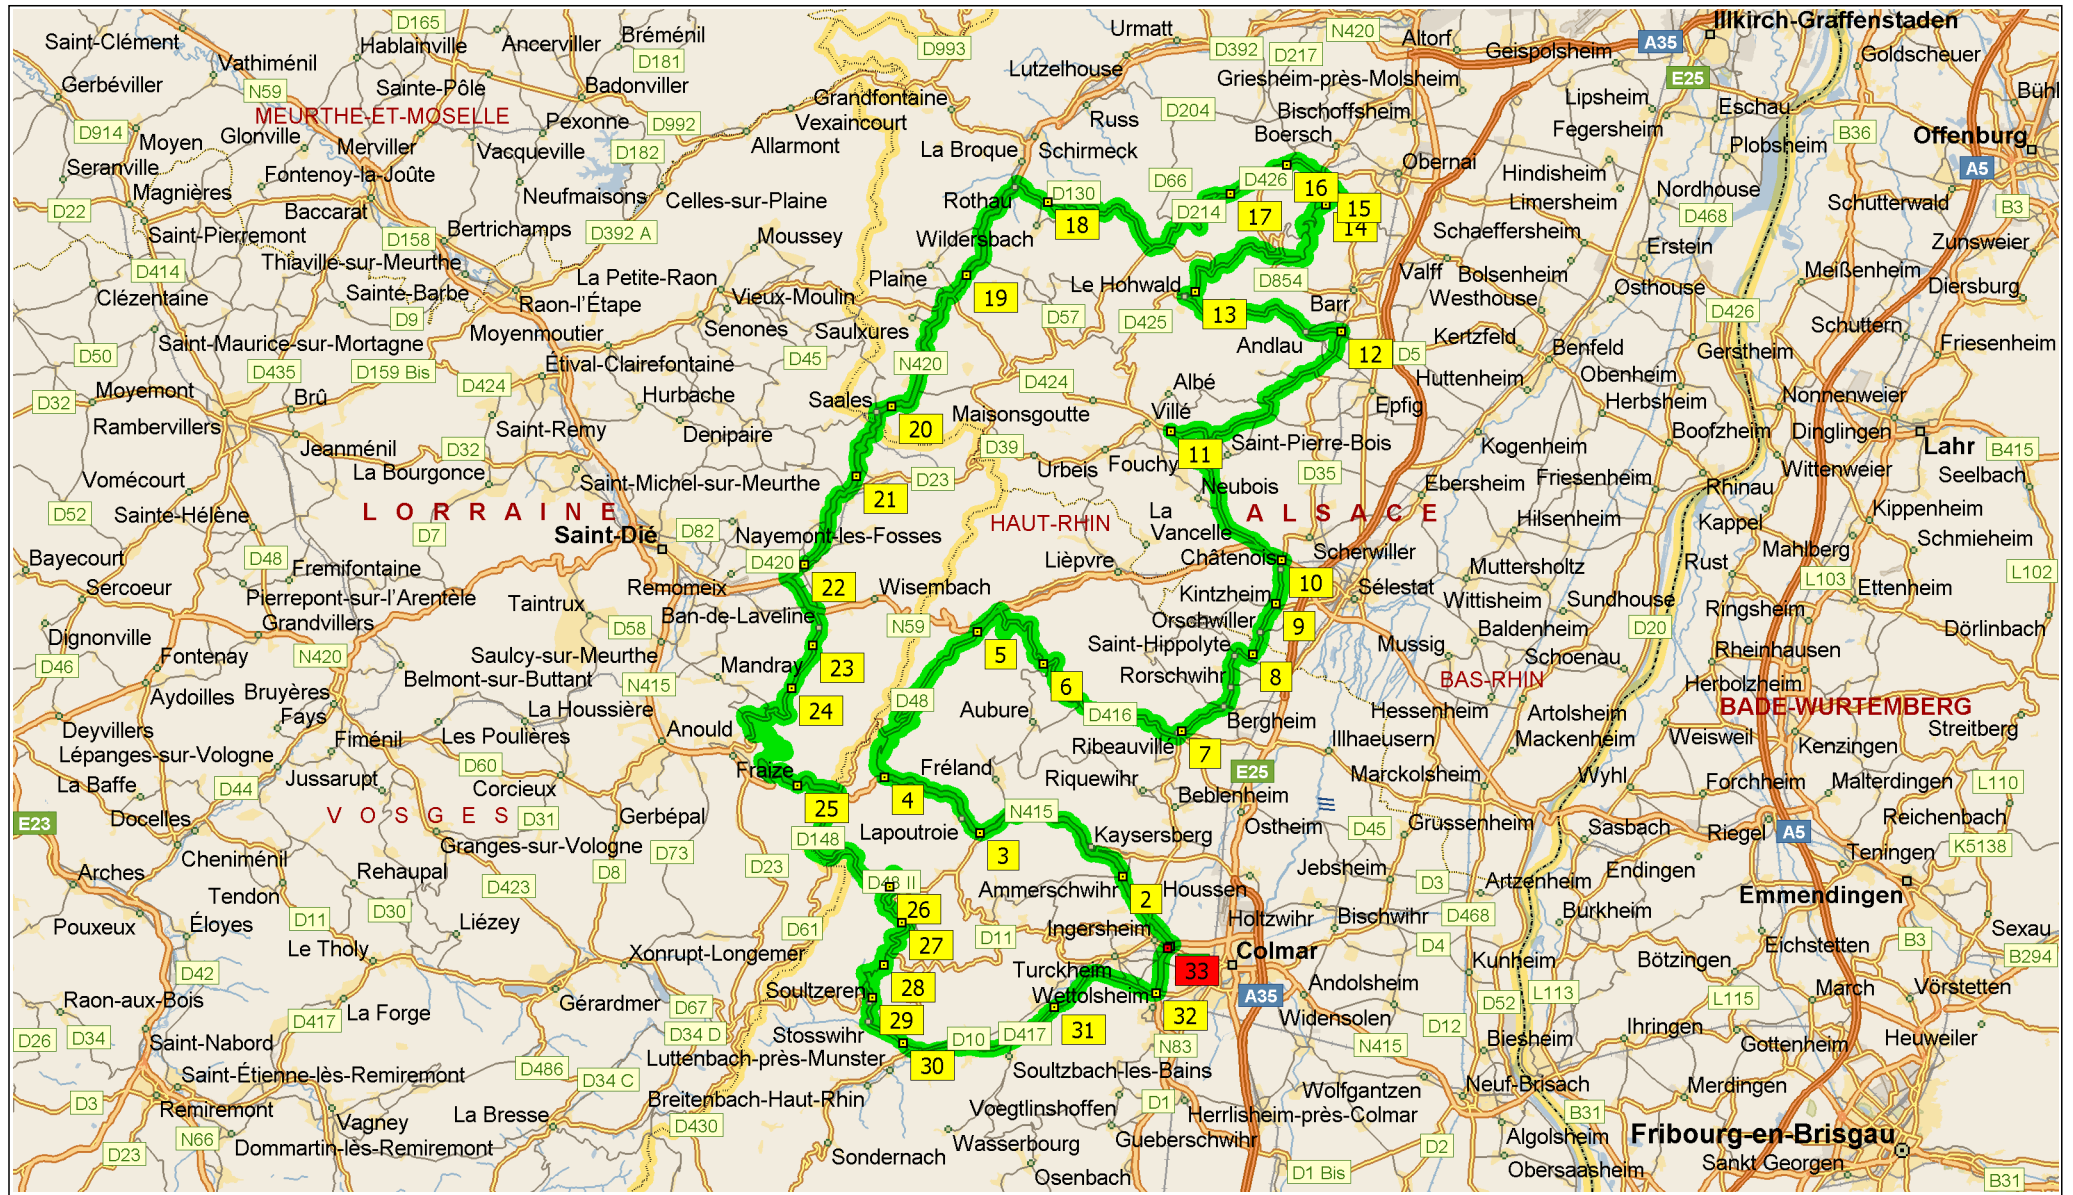 D165
Urmatt
N420
Illkirch-Graffenstaden
Saint-Clément
Hablainville
Ancerviller
Bréménil
D993
D392
D217
Altorf
Geispolsheim
A35
Goldscheuer
Vathiménil
D181
Lutzelhouse
E25
Gerbéviller
N59
Sainte-Pôle
Badonviller
Griesheim-près-Molsheim
Lipsheim
Eschau
Bühl
MEURTHE-ET-MOSELLE
Grandfontaine
D204
Bischoffsheim
Pexonne
D992
Vexaincourt
Russ
Boersch
Fegersheim
B36
Offenburg
D914
Moyen
Glonville
Merviller
Vacqueville
D182
Allarmont
La Broque
Schirmeck
Obernai
Plobsheim
A5
Seranville
Fontenoy-la-Joûte
Hindisheim
Magnières
Neufmaisons
Celles-sur-Plaine
Rothau
D130
D66
D426
16
Limersheim
Nordhouse
Schutterwald
B3
D22
Baccarat
D214
17
15
14
D468
Saint-Pierremont
D158
Bertrichamps
D392 A
Moussey
Wildersbach
18
Schaeffersheim
Erstein
Zunsweier
Thiaville-sur-Meurthe
D414
La Petite-Raon
Plaine
Le Hohwald
D854
Valff
Bolsenheim
Meißenheim
Clézentaine
Sainte-Barbe
Raon-l'Étape
Vieux-Moulin
19
Barr
Westhouse
Osthouse
Diersburg
D9
Moyenmoutier
Senones
Saulxures
D57
D425
13
D426
Schuttern
Saint-Maurice-sur-Mortagne
D50
D45
Andlau
12
D5
Kertzfeld
Benfeld
Gerstheim
Friesenheim
D435
D159 Bis
Étival-Clairefontaine
N420
D424
D424
Albé
Huttenheim
Obenheim
Moyemont
Brû
Hurbache
Saales
Maisonsgoutte
Villé
Epfig
Herbsheim
Nonnenweier
D32
Rambervillers
Saint-Remy
Denipaire
20
Boofzheim
Dinglingen
Lahr
Jeanménil
D32
D39
Saint-Pierre-Bois
Kogenheim
B415
La Bourgonce
Urbeis
Fouchy
11
D35
Wittenweier
Seelbach
Vomécourt
Saint-Michel-sur-Meurthe
21
D23
Neubois
Ebersheim
Friesenheim
Rhinau
D52
Sainte-Hélène
LORRAINE
HAUT-RHIN
La
ALSACE
Hilsenheim
Kappel
Kippenheim
D7
Saint-Dié
D82
Nayemont-les-Fosses
Vancelle
Scherwiller
Mahlberg
Schmieheim
Bayecourt
D48
Fremifontaine
D420
Lièpvre
Châtenois
Muttersholtz
Rust
L102
Sercoeur
Remomeix
22
Wisembach
10
Sélestat
L103
Ettenheim
Pierrepont-sur-l'Arentèle
Taintrux
Kintzheim
Wittisheim
Sundhouse
Ringsheim
Grandvillers
Ban-de-Laveline
N59
Orschwiller
9
Baldenheim
D20
Dörlinbach
Dignonville
D58
Saint-Hippolyte
Mussig
D46
Fontenay
N420
Saulcy-sur-Meurthe
Mandray
23
5
Schoenau
Rheinhausen
Aydoilles
Bruyères
Belmont-sur-Buttant
N415
6
Rorschwihr
8
BAS-RHIN
Herbolzheim
La Houssière
24
D48
Aubure
D416
Bergheim
Hessenheim
Artolsheim
BADE-WURTEMBERG
Deyvillers
Fays
Anould
Ribeauvillé
Illhaeusern
Mackenheim
Weisweil
Streitberg
Lépanges-sur-Vologne
Fiménil
Les Poulières
7
Kenzingen
La Baffe
Jussarupt
D60
Fraize
Fréland
Riquewihr
E25
Marckolsheim
Wyhl
Forchheim
Malterdingen
L110
D44
Corcieux
25
4
Beblenheim
E23
Docelles
VOSGES
D31
Gerbépal
Lapoutroie
N415
Ostheim
D45
Grussenheim
Sasbach
Riegel
A5
Reichenbach
Cheniménil
Granges-sur-Vologne
D148
3
Kaysersberg
Teningen
K5138
Arches
Rehaupal
D73
D8
D23
D48 II
Ammerschwihr
2
Houssen
Jebsheim
D3
Artzenheim
Endingen
Emmendingen
Tendon
D423
26
Pouxeux
Éloyes
D11
D30
Liézey
D61
27
D11
Ingersheim
Holtzwihr
Bischwihr
D468
Burkheim
Sexau
Le Tholy
Xonrupt-Longemer
Colmar
D4
Eichstetten
B3
D42
Turckheim
33
Kunheim
Bötzingen
B294
Raon-aux-Bois
Gérardmer
Soultzeren
28
Wettolsheim
A35
Andolsheim
D52
L113
L115
March
Vörstetten
D417
La Forge
D67
29
31
32
Widensolen
D26
D34
Saint-Nabord
D34 D
Stosswihr
D10
D417
N83
N415
D12
Biesheim
Ihringen
Heuweiler
Luttenbach-près-Munster
30
Gottenheim
Saint-Étienne-lès-Remiremont
D486
D34 C
Soultzbach-les-Bains
Wolfgantzen
Neuf-Brisach
Merdingen
D3
Remiremont
La Bresse
Breitenbach-Haut-Rhin
Voegtlinshoffen
D1
Herrlisheim-près-Colmar
B31
N66
Vagney
D430
Gueberschwihr
D2
Algolsheim
Fribourg-en-Brisgau
D23
Dommartin-lès-Remiremont
Sondernach
Wasserbourg
Osenbach
D1 Bis
Obersaasheim
Sankt Georgen
B31